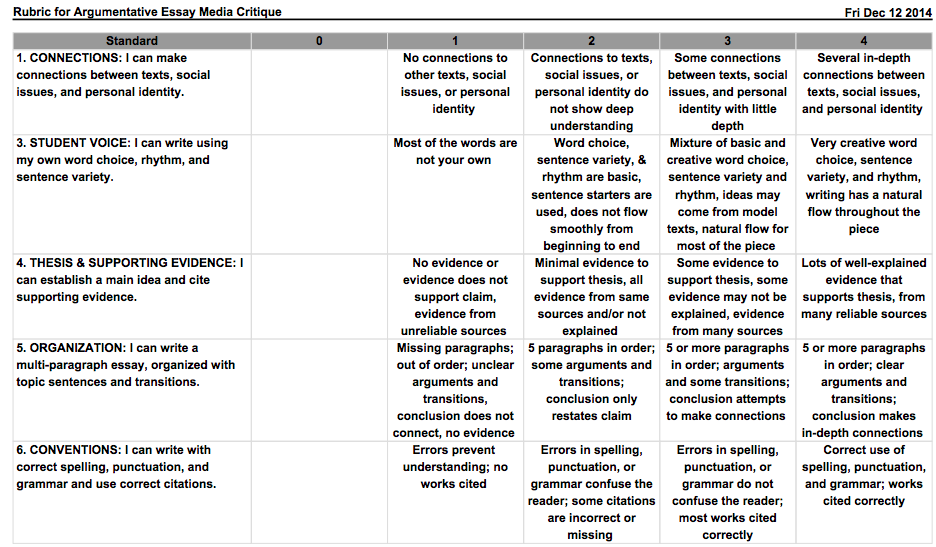 Rubric for Argumentative Essay Media Critique
Fri Dec 12 2014
Standard 0 1 2 3 4
1. CONNECTIONS: I can make
connections between texts, social
issues, and personal identity.
No connections to
other texts, social
issues, or personal
identity
Connections to texts,
social issues, or
personal identity do
not show deep
understanding
Some connections
between texts, social
issues, and personal
identity with little
depth
Several in-depth
connections between
texts, social issues,
and personal identity
3. STUDENT VOICE: I can write using
my own word choice, rhythm, and
sentence variety.
Most of the words are
not your own
Word choice,
sentence variety, &
rhythm are basic,
sentence starters are
used, does not flow
smoothly from
beginning to end
Mixture of basic and
creative word choice,
sentence variety and
rhythm, ideas may
come from model
texts, natural flow for
most of the piece
Very creative word
choice, sentence
variety, and rhythm,
writing has a natural
flow throughout the
piece
4. THESIS & SUPPORTING EVIDENCE: I
can establish a main idea and cite
supporting evidence.
No evidence or
evidence does not
support claim,
evidence from
unreliable sources
Minimal evidence to
support thesis, all
evidence from same
sources and/or not
explained
Some evidence to
support thesis, some
evidence may not be
explained, evidence
from many sources
Lots of well-explained
evidence that
supports thesis, from
many reliable sources
5. ORGANIZATION: I can write a
multi-paragraph essay, organized with
topic sentences and transitions.
Missing paragraphs;
out of order; unclear
arguments and
transitions,
conclusion does not
connect, no evidence
5 paragraphs in order;
some arguments and
transitions;
conclusion only
restates claim
5 or more paragraphs
in order; arguments
and some transitions;
conclusion attempts
to make connections
5 or more paragraphs
in order; clear
arguments and
transitions;
conclusion makes
in-depth connections
6. CONVENTIONS: I can write with
correct spelling, punctuation, and
grammar and use correct citations.
Errors prevent
understanding; no
works cited
Errors in spelling,
punctuation, or
grammar confuse the
reader; some citations
are incorrect or
missing
Errors in spelling,
punctuation, or
grammar do not
confuse the reader;
most works cited
correctly
Correct use of
spelling, punctuation,
and grammar; works
cited correctly